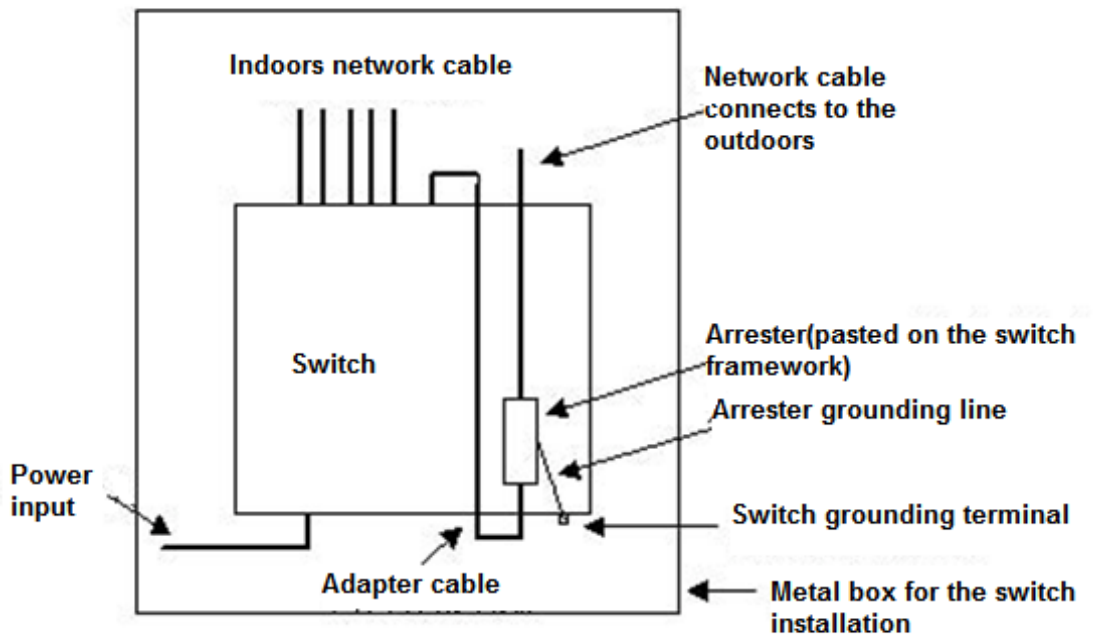 Indoors network cable
Network cable
connects to the
outdoors
Switch
Arrester(pasted on the switch
framework)
Arrester grounding line
Power
input
Switch grounding terminal
Adapter cable
Metal box for the switch
installation